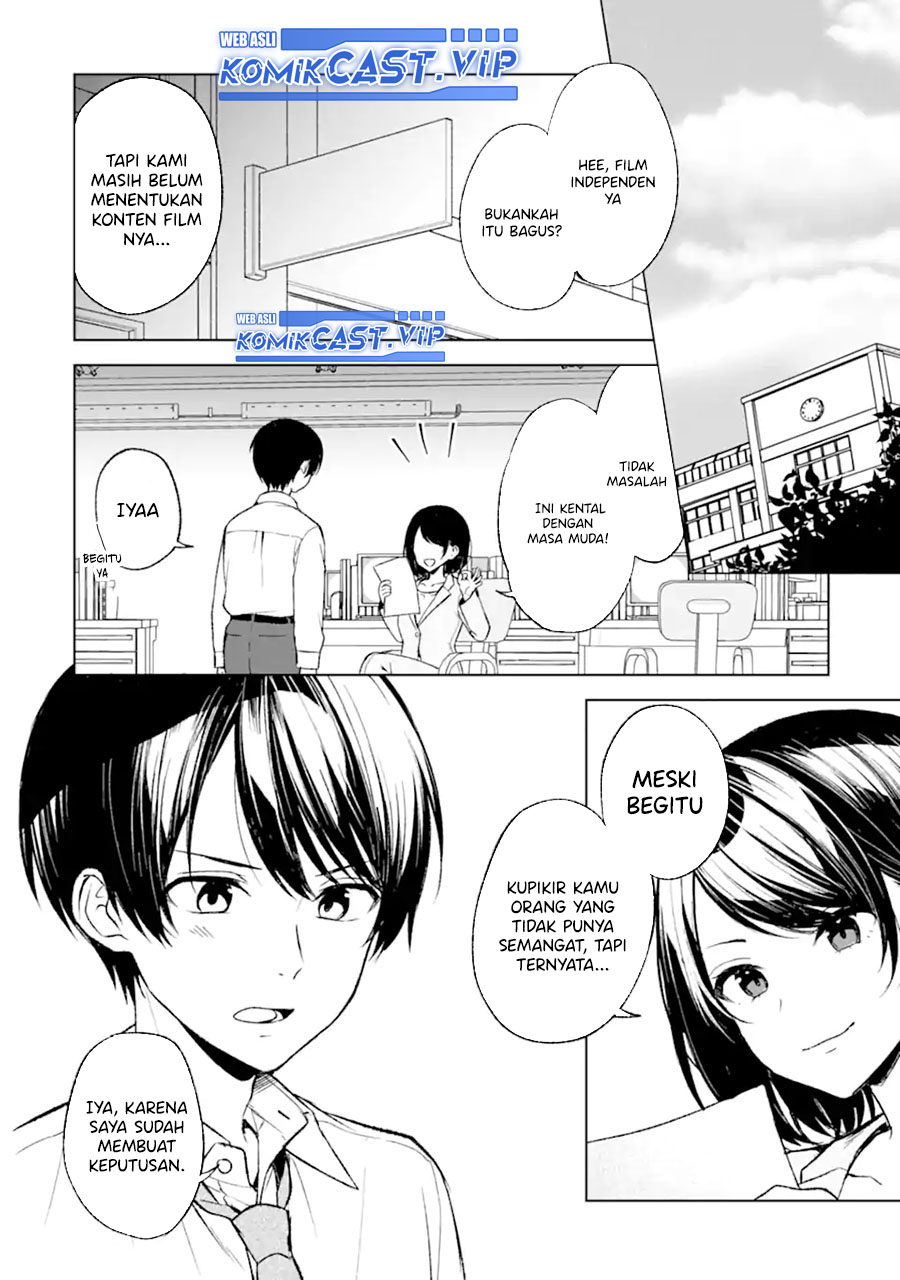 WEB ASLI
KOMIKCAST.VIP
HEE, FILM
INDEPENDEN
YA
BUKANKAH
ITU BAGUS?
TAPI KAMI
MASIH BELUM
MENENTUKAN
KONTEN FILM
NYA...
WEB ASLI
KOMIKCAST.VIP
TIDAK
MASALAH
INI KENTAL
DENGAN
MASA MUDA!
IYAA
BEGITU
YA
MESKI
BEGITU
KUPIKIR KAMU
ORANG YANG
TIDAK PUNYA
SEMANGAT, TAPI
TERNYATA...
IYA, KARENA
SAYA SUDAH
MEMBUAT
KEPUTUSAN.